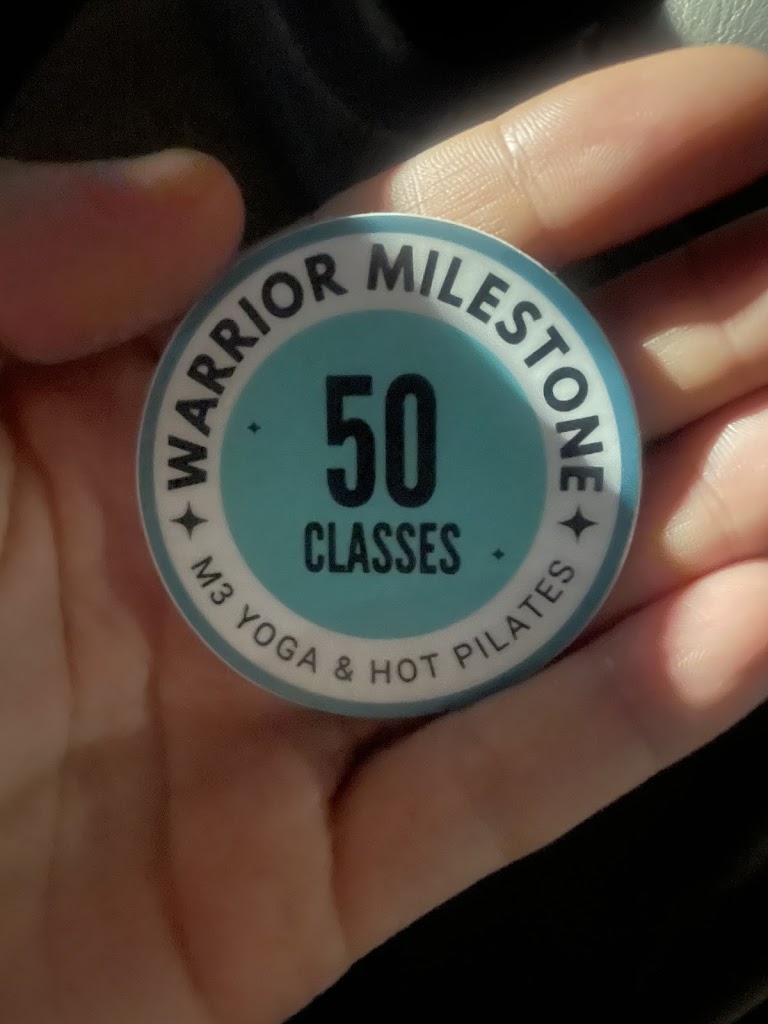 WARRIOR MILESTONE
50
CLASSES
M3 YOGA & HOT PILATES